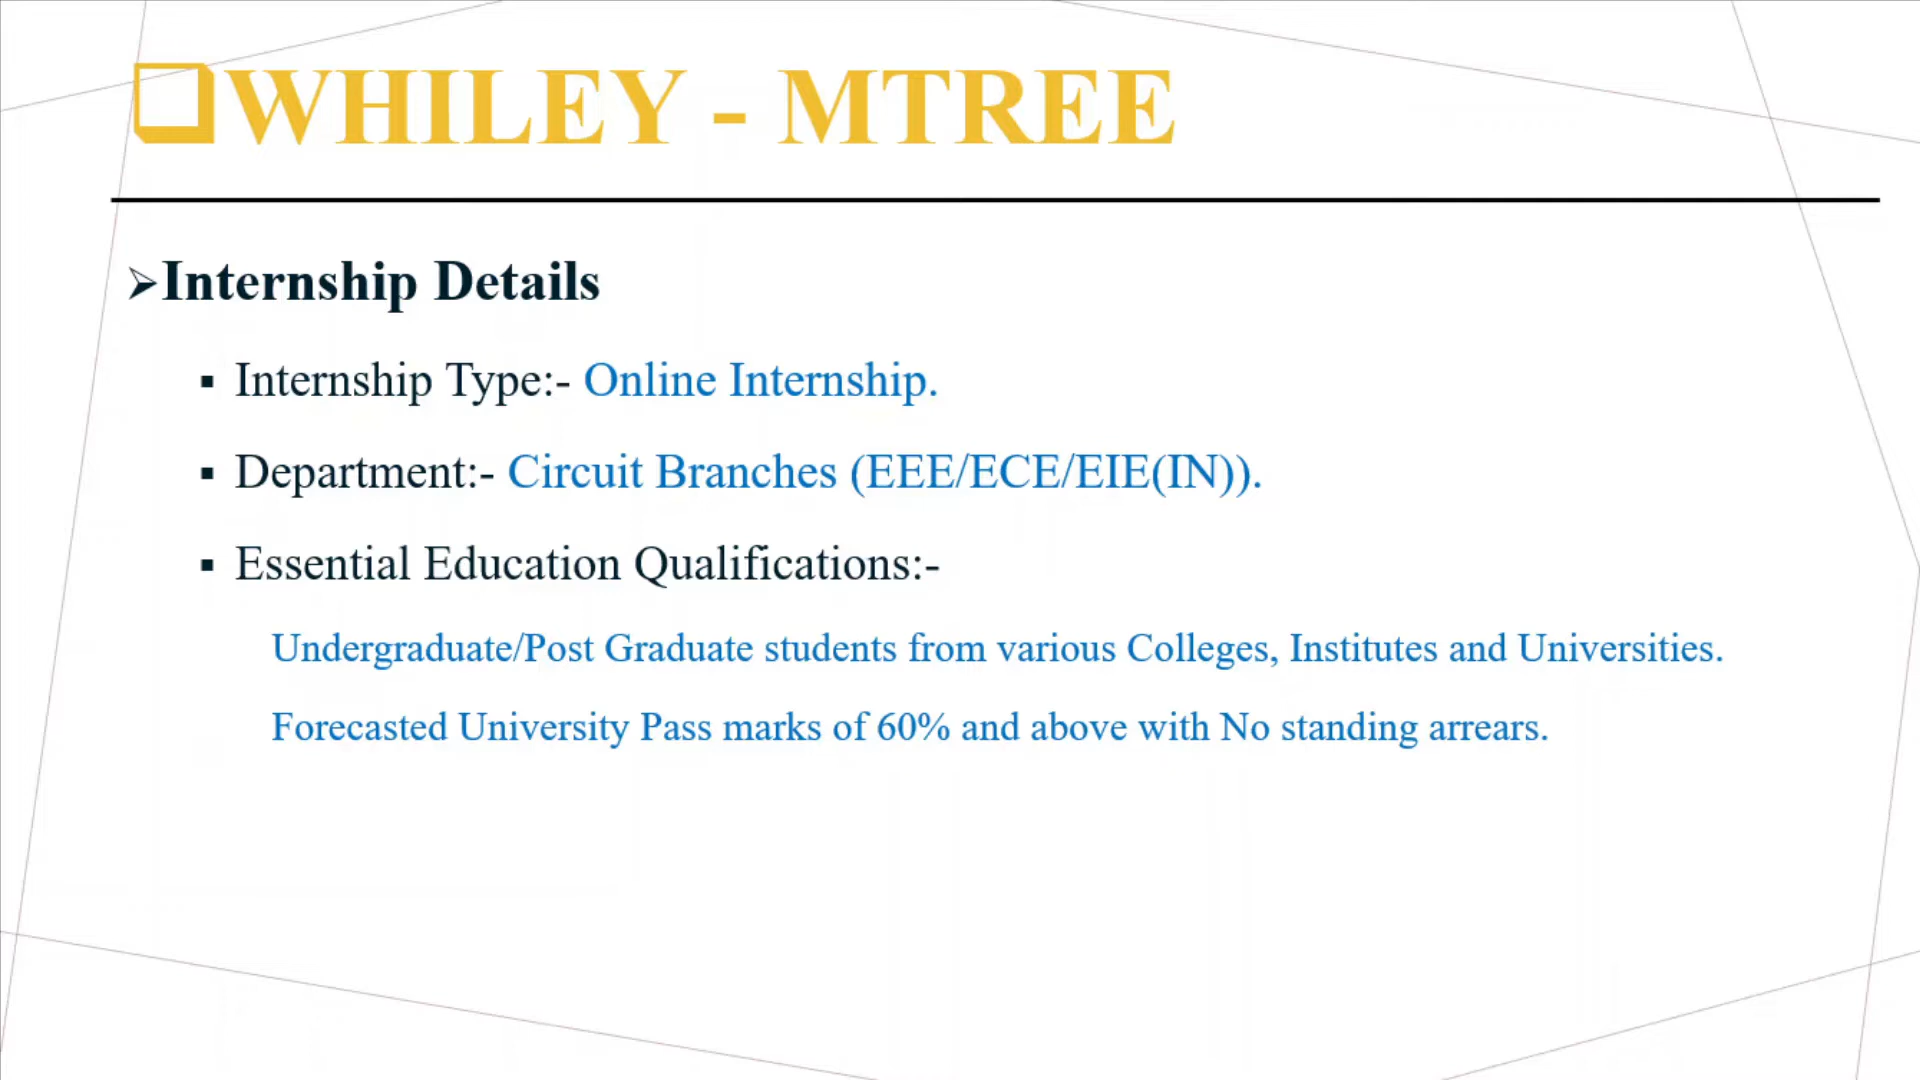 ❑WHILEY - MTREE
➢Internship Details
▪ Internship Type:- Online Internship.
▪ Department:- Circuit Branches (EEE/ECE/EIE(IN)).
▪ Essential Education Qualifications:-
Undergraduate/Post Graduate students from various Colleges, Institutes and Universities.
Forecasted University Pass marks of 60% and above with No standing arrears.